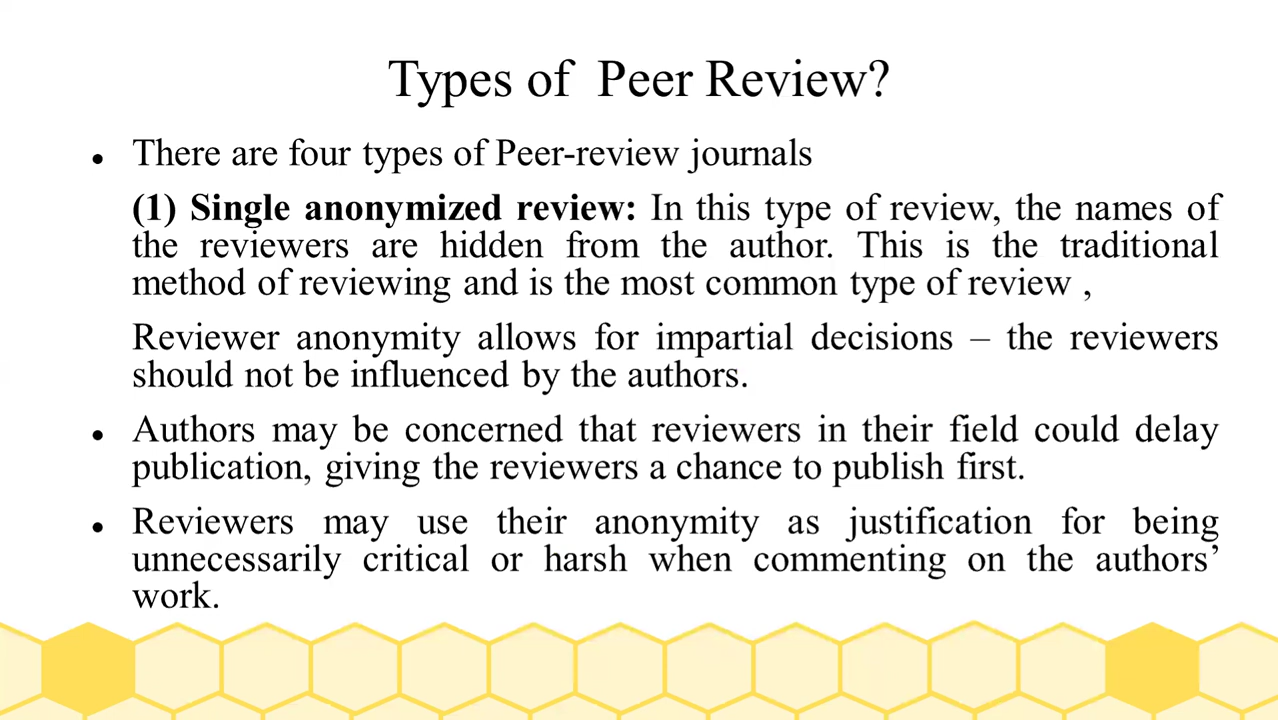 Types of Peer Review?
• There are four types of Peer-review journals
(1) Single anonymized review: In this type of review, the names of
the reviewers are hidden from the author. This is the traditional
method of reviewing and is the most common type of review ,
Reviewer anonymity allows for impartial decisions – the reviewers
should not be influenced by the authors.
• Authors may be concerned that reviewers in their field could delay
publication, giving the reviewers a chance to publish first.
• Reviewers may use their anonymity as justification for being
unnecessarily critical or harsh when commenting on the authors’
work.